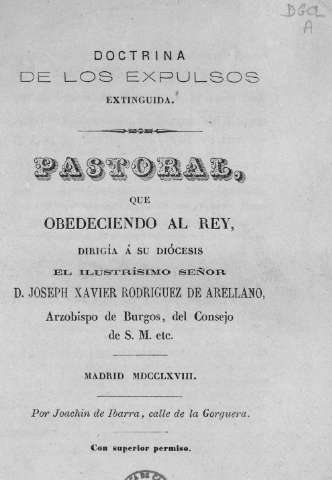 DGCL
A
DOCTRINA
DE LOS EXPULSOS
EXTINGUIDA.
PASTORAL,
QUE
OBEDECIENDO AL REY,
DIRIGÍA Á SU DIÓCESIS
EL ILUSTRÍSIMO SEÑOR
D. JOSEPH XAVIER RODRIGUEZ DE ARELLANO,
Arzobispo de Burgos, del Consejo
de S. M. etc.
MADRID MDCCLXVIII.
Por Joachin de Ibarra, calle de la Gorguera.
Con superior permiso.